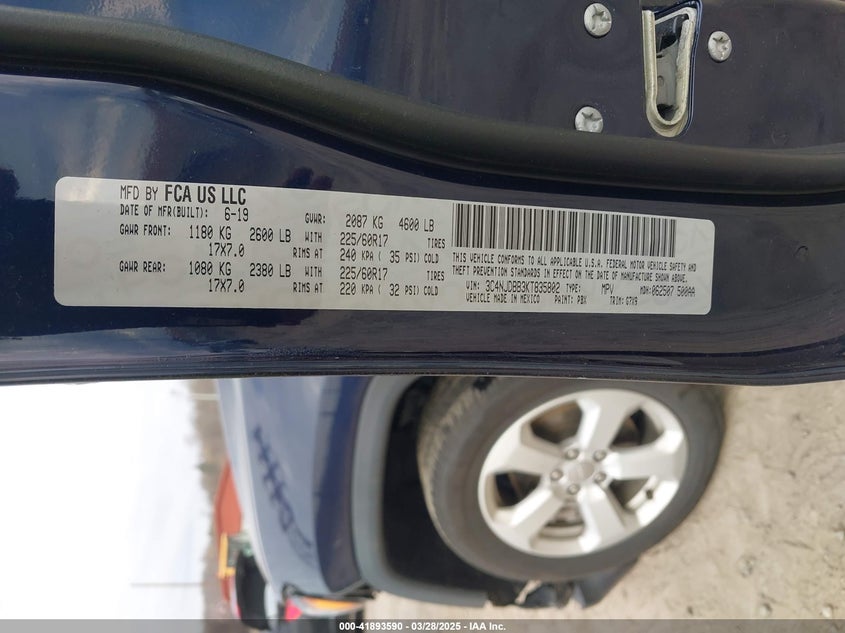 MFD BY FCA US LLC
DATE OF MFR(BUILT): 6-19 GVWR: 2087 KG 4600 LB
GAWR FRONT: 1180 KG 2600 LB WITH 225/60R17 TIRES
17X7.0 RIMS AT 240 KPA ( 35 PSI) COLD
GAWR REAR: 1080 KG 2380 LB WITH 225/60R17 TIRES
17X7.0 RIMS AT 220 KPA ( 32 PSI) COLD
THIS VEHICLE CONFORMS TO ALL APPLICABLE U.S.A. FEDERAL MOTOR VEHICLE SAFETY AND
THEFT PREVENTION STANDARDS IN EFFECT ON THE DATE OF MANUFACTURE SHOWN ABOVE.
VIN: 3C4NJDBB3KT835802 TYPE: MPV MDH: 062507 500AA
VEHICLE MADE IN MEXICO PAINT: PBX TRIM: G7X9
Jeep
000-41893590 - 03/28/2025 - IAA Inc.